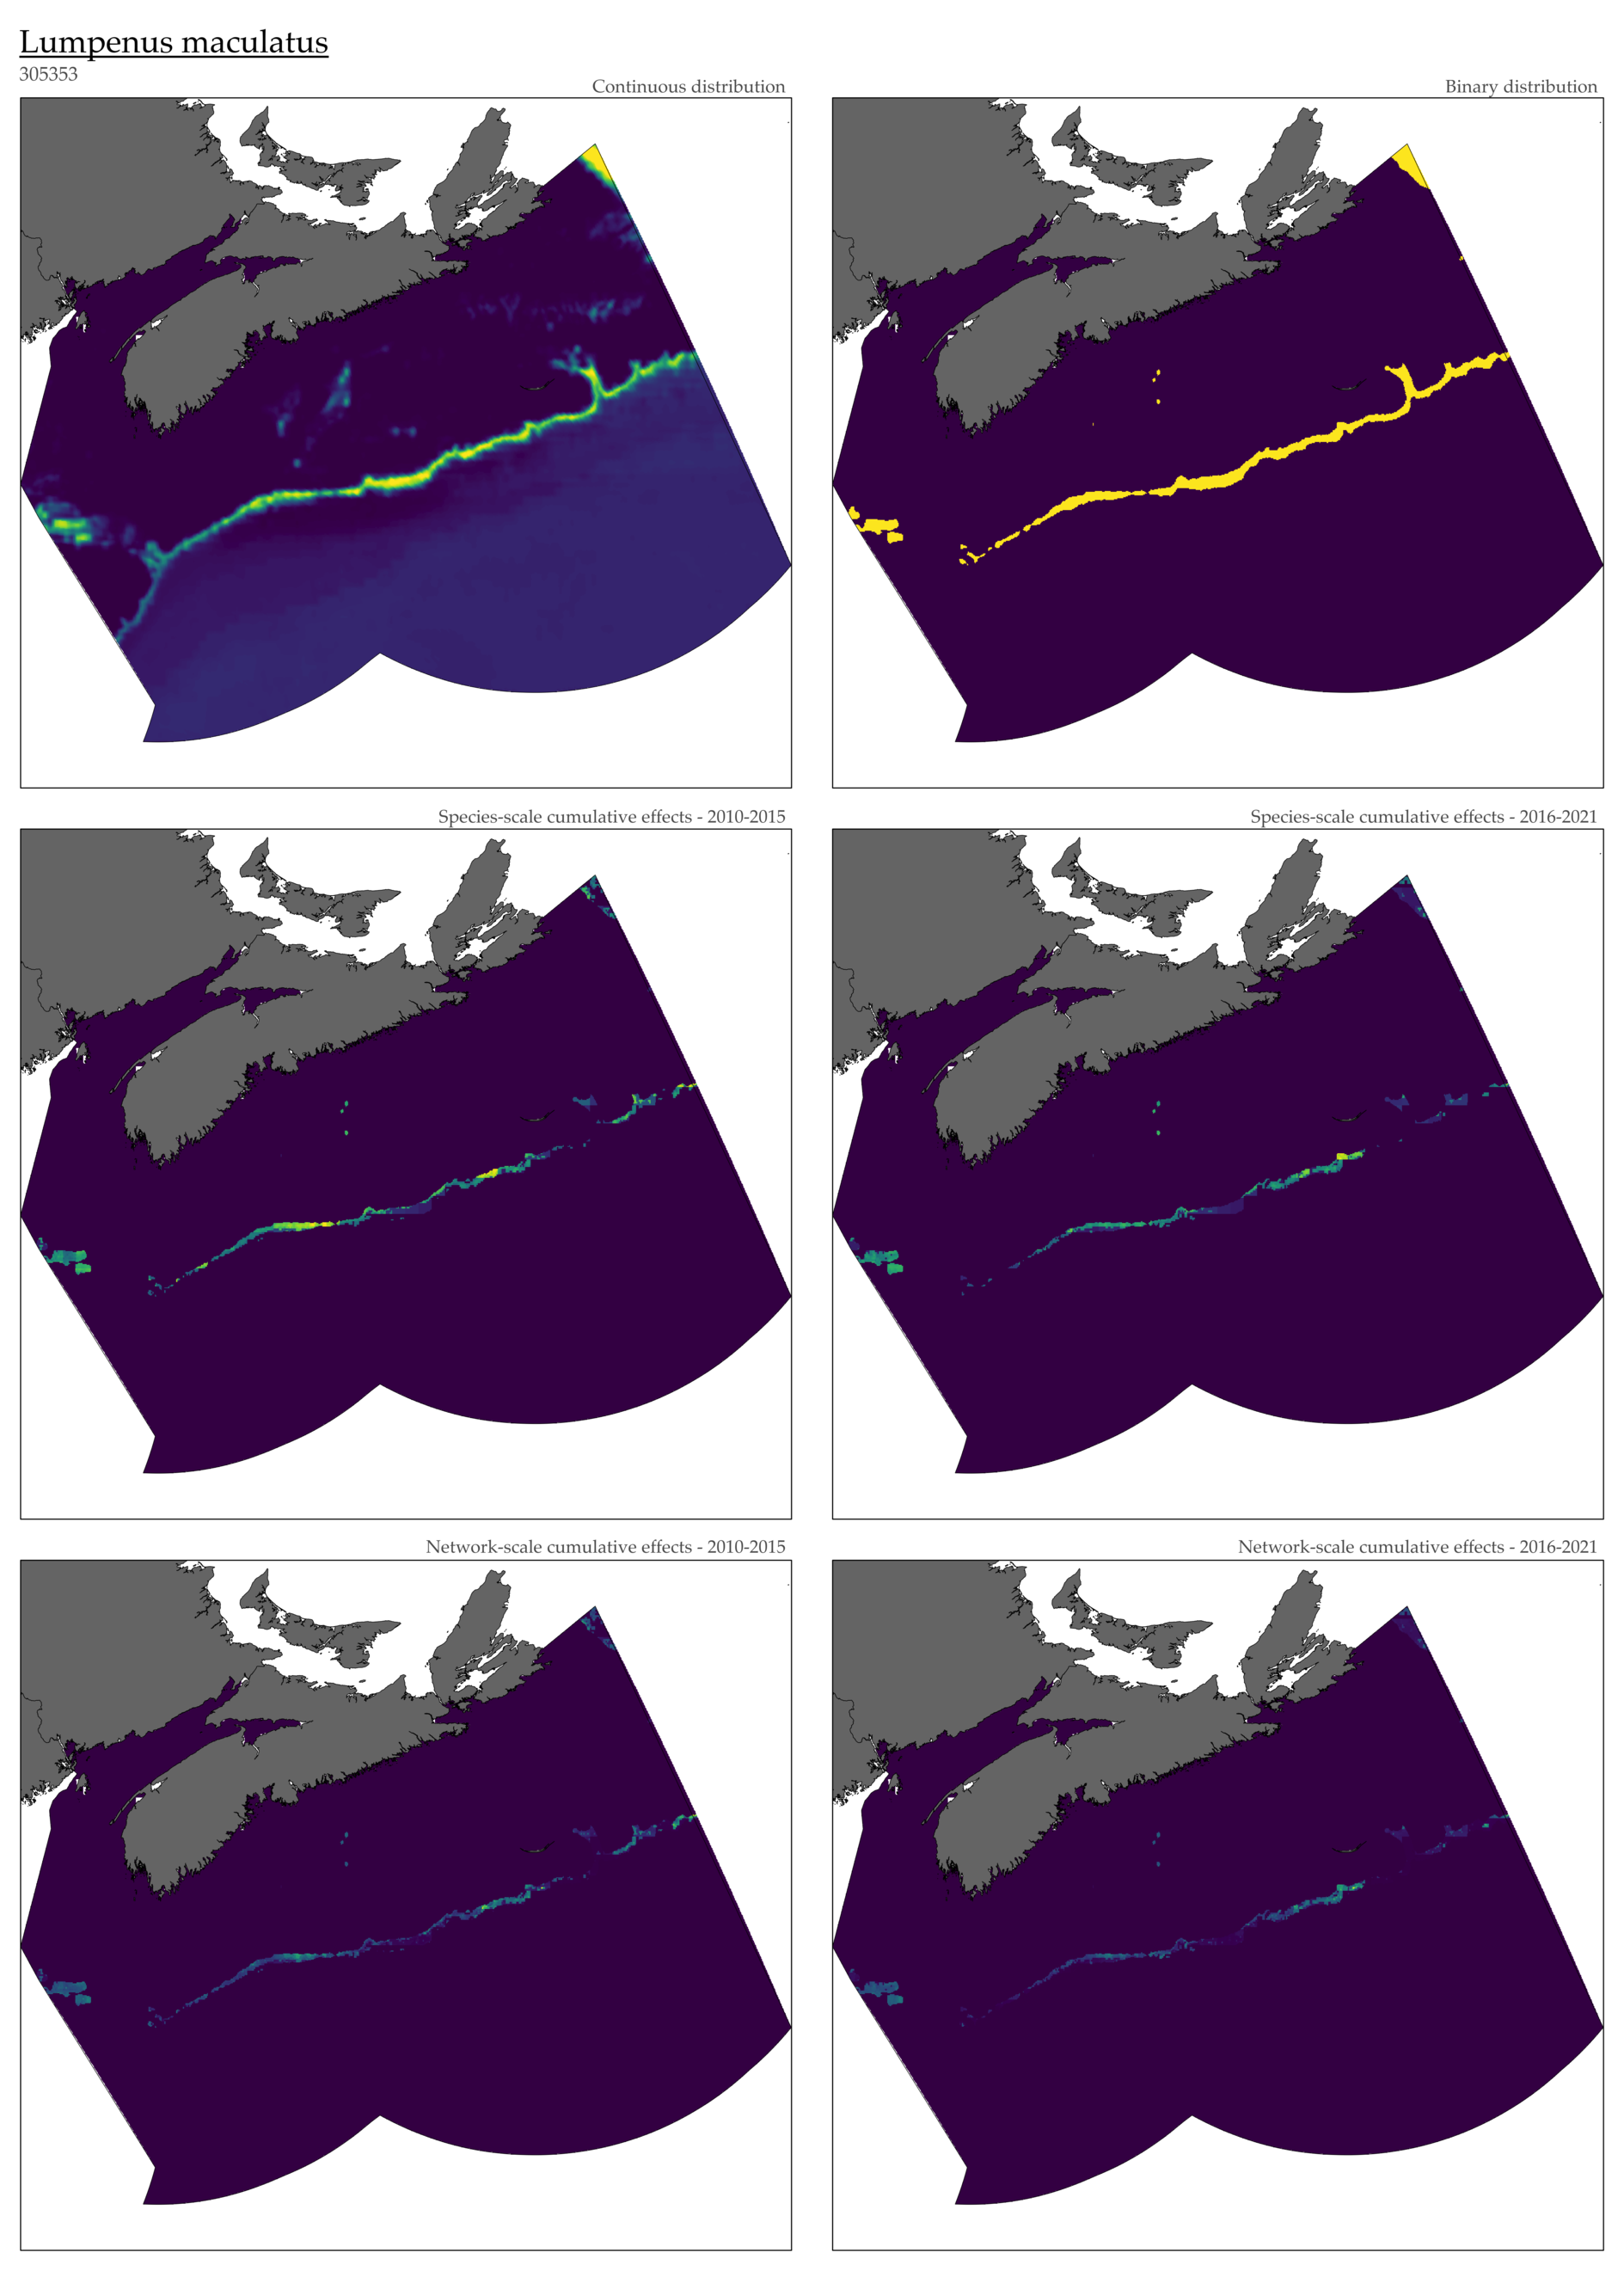 Lumpenus maculatus
305353
Continuous distribution
Binary distribution
Species-scale cumulative effects - 2010-2015
Species-scale cumulative effects - 2016-2021
Network-scale cumulative effects - 2010-2015
Network-scale cumulative effects - 2016-2021